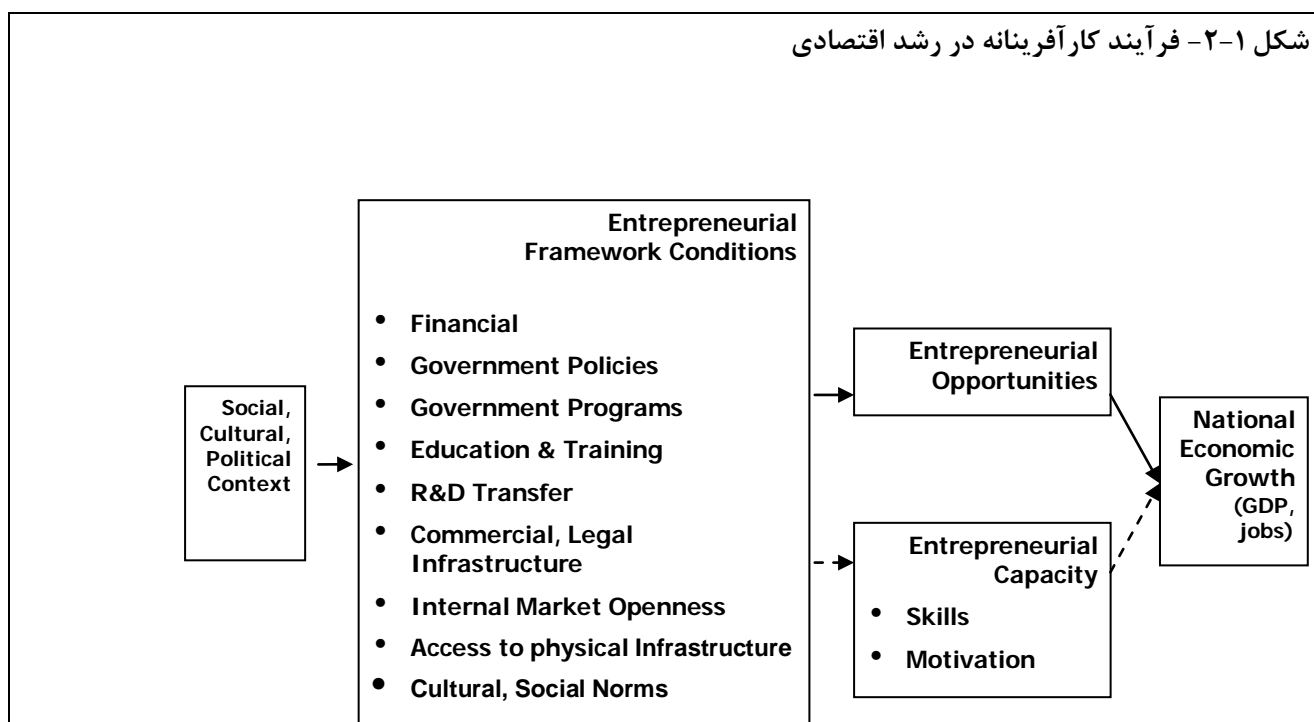 شکل ۱-۲- فرآیند کارآفرینانه در رشد اقتصادی
Social,
Cultural,
Political
Context
Entrepreneurial
Framework Conditions
• Financial
• Government Policies
• Government Programs
• Education & Training
• R&D Transfer
• Commercial, Legal
Infrastructure
• Internal Market Openness
• Access to physical Infrastructure
• Cultural, Social Norms
Entrepreneurial
Opportunities
Entrepreneurial
Capacity
• Skills
• Motivation
National
Economic
Growth
(GDP,
jobs)